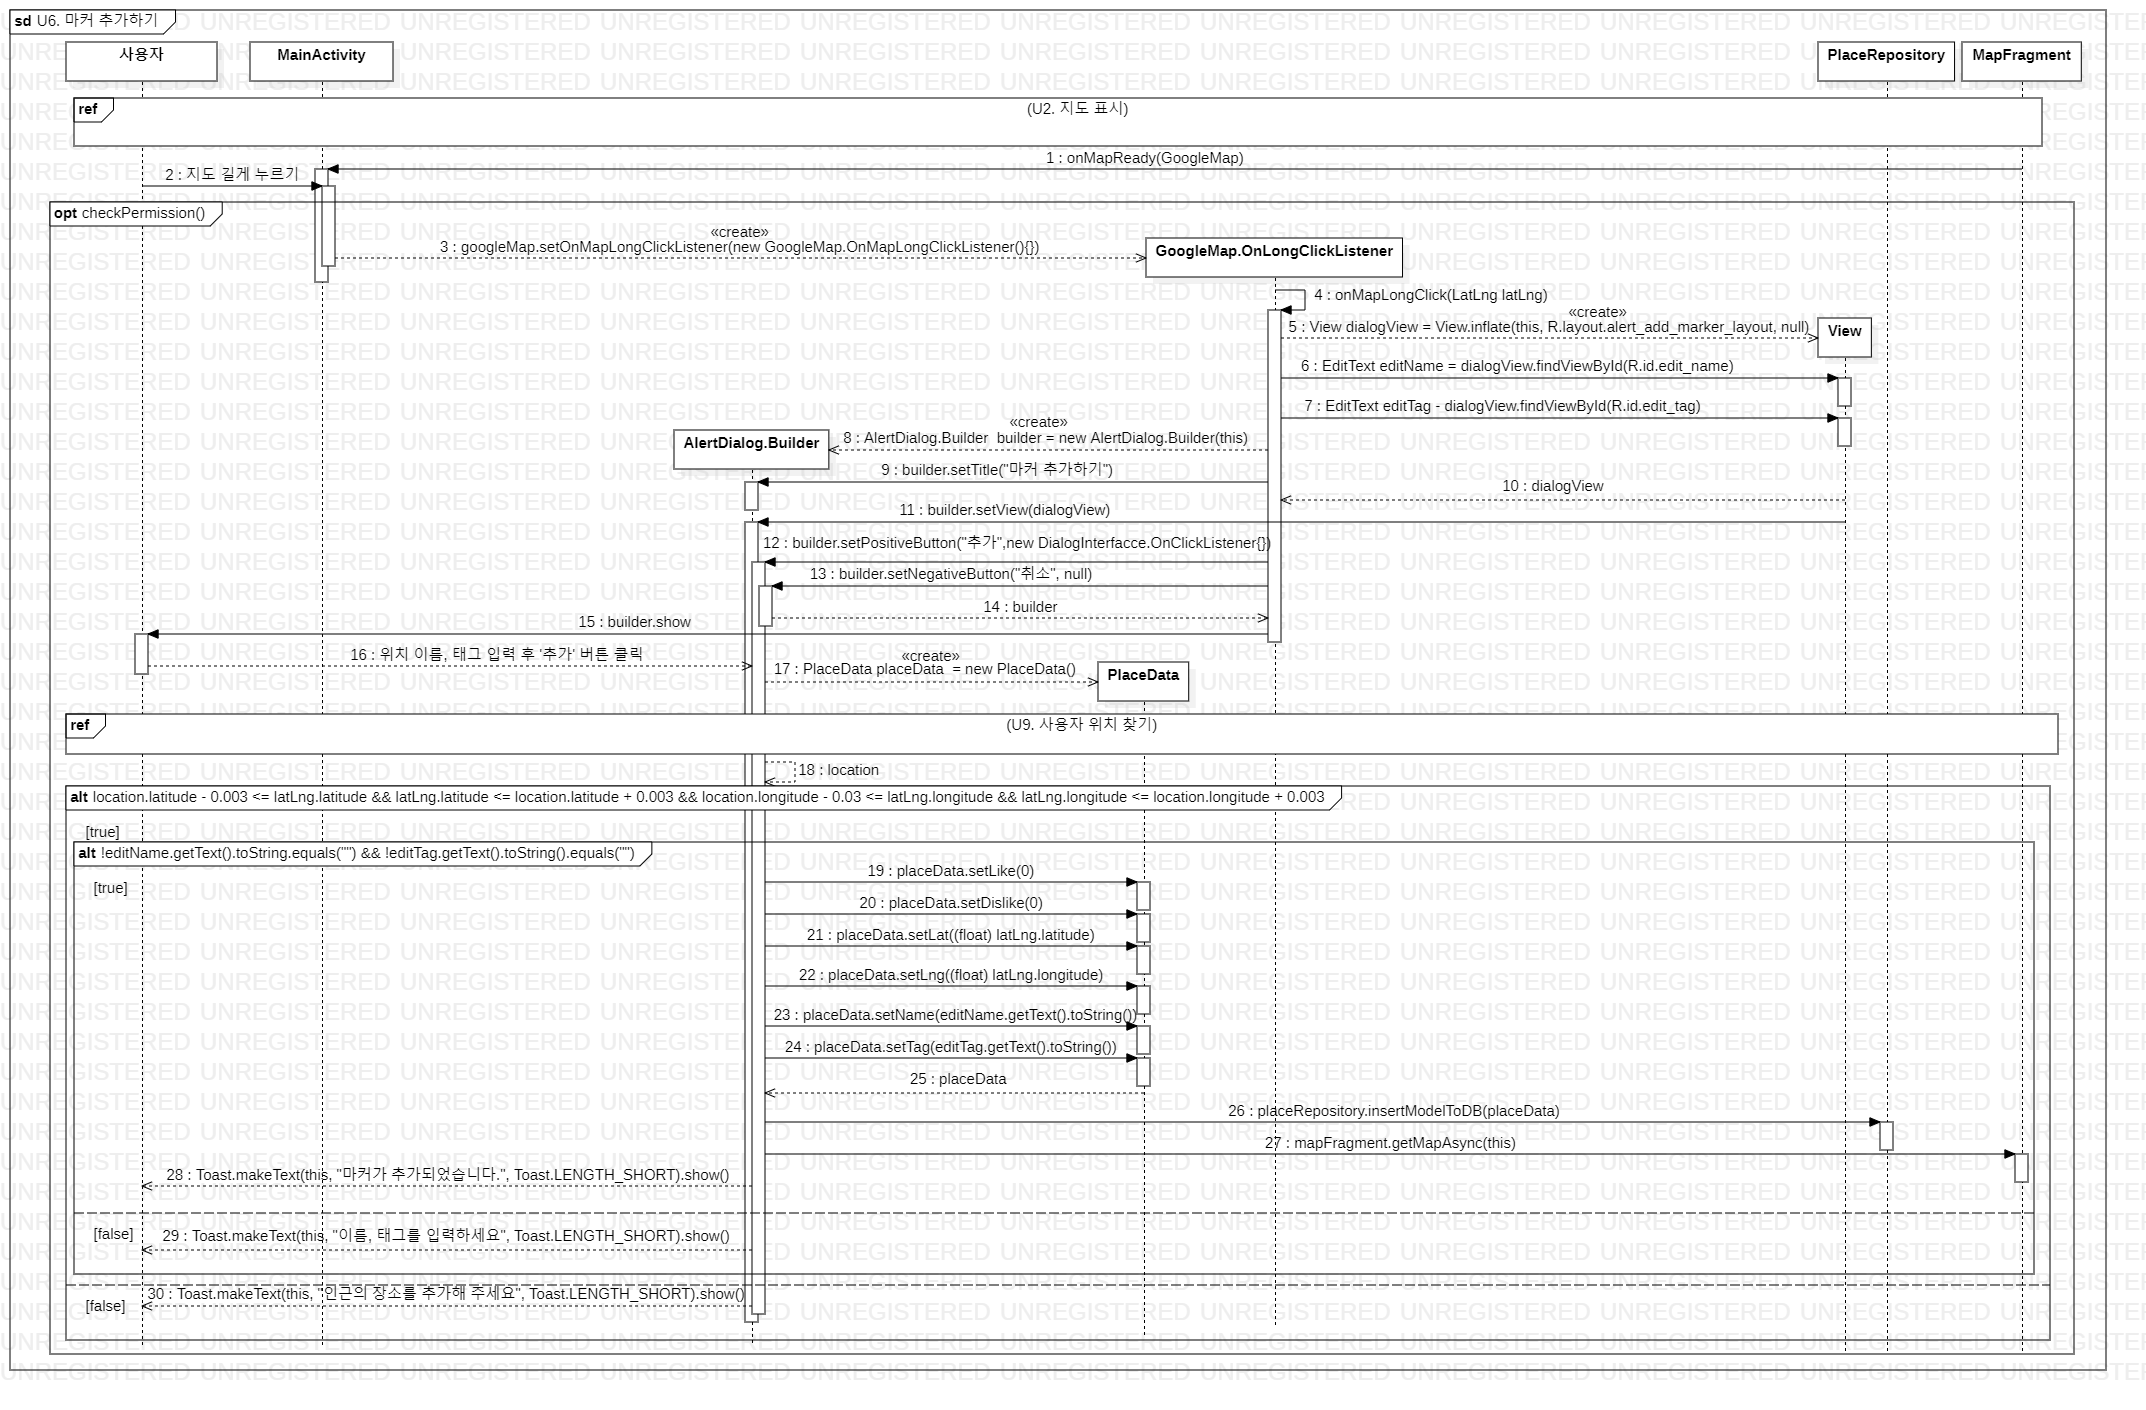 sd U6. 마커 추가하기
사용자
MainActivity
PlaceRepository
MapFragment
ref
(U2. 지도 표시)
1 : onMapReady(GoogleMap)
2 : 지도 길게 누르기
opt checkPermission()
«create»
3 : googleMap.setOnMapLongClickListener(new GoogleMap.OnMapLongClickListener(){})
GoogleMap.OnLongClickListener
4 : onMapLongClick(LatLng latLng)
«create»
5 : View dialogView = View.inflate(this, R.layout.alert_add_marker_layout, null)
View
6 : EditText editName = dialogView.findViewById(R.id.edit_name)
7 : EditText editTag - dialogView.findViewById(R.id.edit_tag)
«create»
8 : AlertDialog.Builder  builder = new AlertDialog.Builder(this)
AlertDialog.Builder
9 : builder.setTitle("마커 추가하기")
10 : dialogView
11 : builder.setView(dialogView)
12 : builder.setPositiveButton("추가",new DialogInterfacce.OnClickListener{})
13 : builder.setNegativeButton("취소", null)
14 : builder
15 : builder.show
16 : 위치 이름, 태그 입력 후 '추가' 버튼 클릭
«create»
17 : PlaceData placeData  = new PlaceData()
PlaceData
ref
(U9. 사용자 위치 찾기)
18 : location
alt location.latitude - 0.003 <= latLng.latitude && latLng.latitude <= location.latitude + 0.003 && location.longitude - 0.03 <= latLng.longitude && latLng.longitude <= location.longitude + 0.003
[true]
alt !editName.getText().toString.equals("") && !editTag.getText().toString().equals("")
[true]
19 : placeData.setLike(0)
20 : placeData.setDislike(0)
21 : placeData.setLat((float) latLng.latitude)
22 : placeData.setLng((float) latLng.longitude)
23 : placeData.setName(editName.getText().toString())
24 : placeData.setTag(editTag.getText().toString())
25 : placeData
26 : placeRepository.insertModelToDB(placeData)
27 : mapFragment.getMapAsync(this)
28 : Toast.makeText(this, "마커가 추가되었습니다.", Toast.LENGTH_SHORT).show()
[false]
29 : Toast.makeText(this, "이름, 태그를 입력하세요", Toast.LENGTH_SHORT).show()
30 : Toast.makeText(this, "인근의 장소를 추가해 주세요", Toast.LENGTH_SHORT).show()
[false]
UNREGISTERED